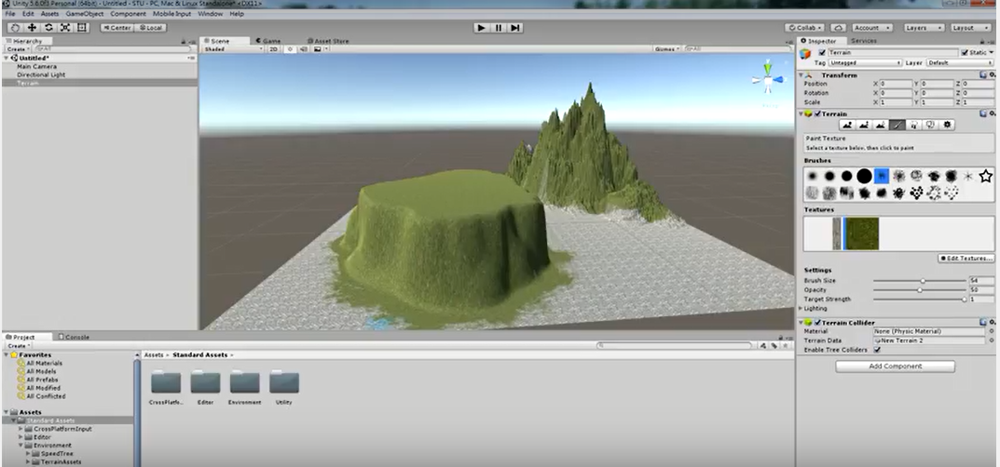 Unity 5.6.0f3 Personal (64bit) - Untitled - STU - PC, Mac & Linux Standalone* <DX11>
File Edit Assets GameObject Component Mobile Input Window Help
Center Local
Collab Account Layers Layout
Hierarchy
Create All
Untitled*
Main Camera
Directional Light
Terrain
Scene Game Asset Store
Shaded 2D Gizmos All
Inspector Services
Terrain Static
Tag Untagged Layer Default
Transform
Position X 0 Y 0 Z 0
Rotation X 0 Y 0 Z 0
Scale X 1 Y 1 Z 1
Terrain
Paint Texture
Select a texture below, then click to paint
Brushes
Textures
Edit Textures...
Settings
Brush Size 54
Opacity 50
Target Strength 1
Lighting
Terrain Collider
Material None (Physic Material)
Terrain Data New Terrain 2
Enable Tree Colliders
Add Component
Project Console
Create
Favorites
All Materials
All Models
All Prefabs
All Modified
All Conflicted
Assets
Standard Assets
CrossPlatformInput
Editor
Environment
SpeedTree
TerrainAssets
Assets Standard Assets
CrossPlatf... Editor Environment Utility